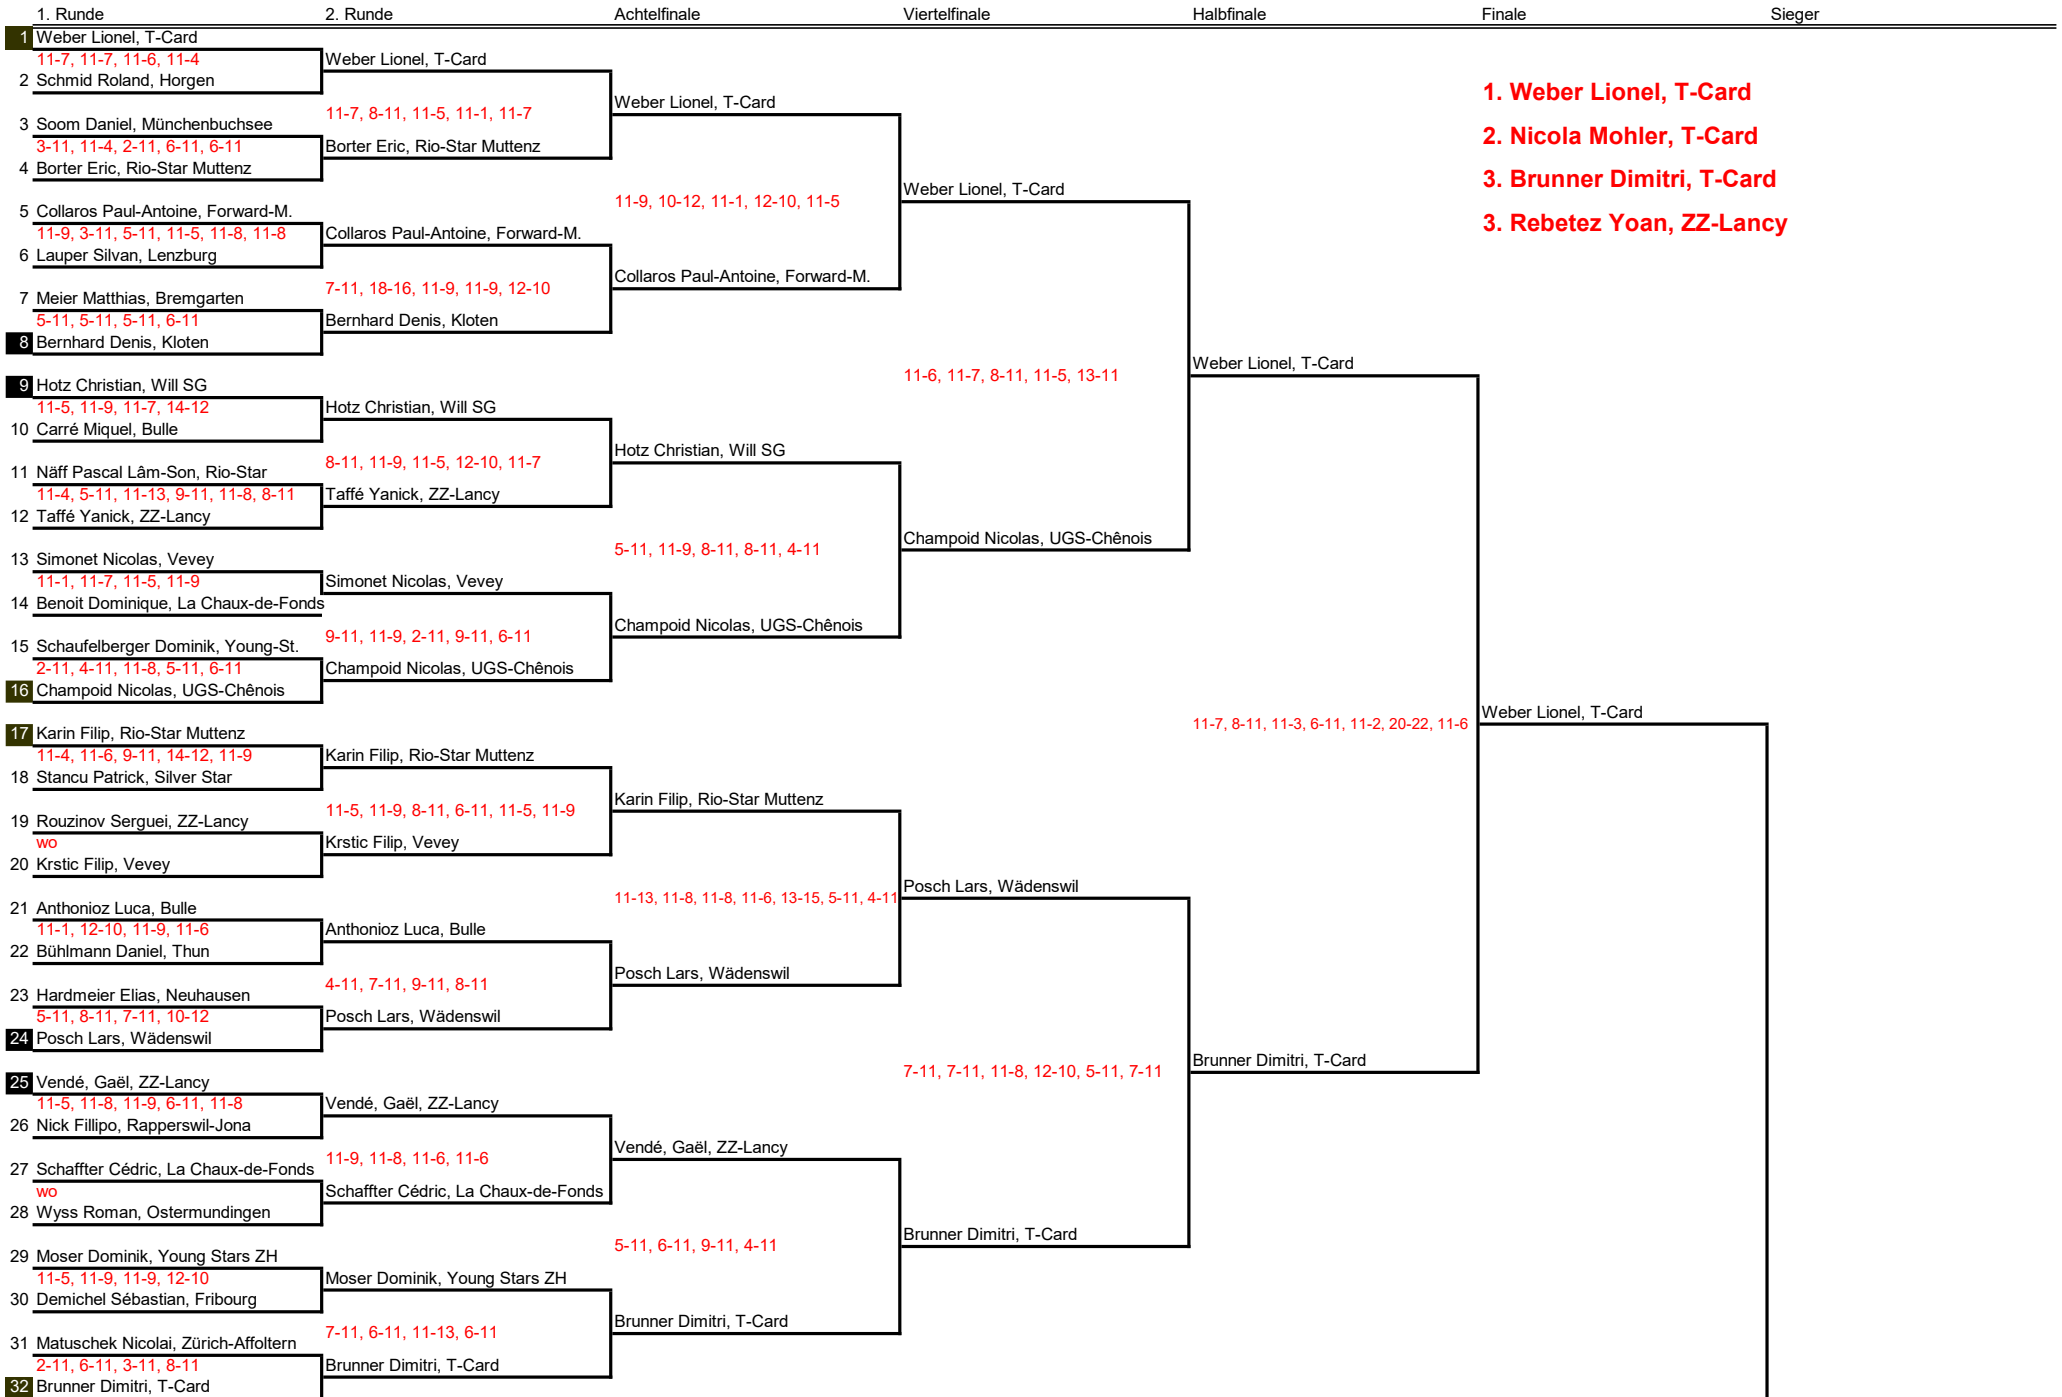 1. Runde 2. Runde Achtelfinale Viertelfinale Halbfinale Finale Sieger
1 Weber Lionel, T-Card
11-7, 11-7, 11-6, 11-4
Weber Lionel, T-Card
2 Schmid Roland, Horgen
1. Weber Lionel, T-Card
Weber Lionel, T-Card
11-7, 8-11, 11-5, 11-1, 11-7
3 Soom Daniel, Münchenbuchsee
2. Nicola Mohler, T-Card
3-11, 11-4, 2-11, 6-11, 6-11
Borter Eric, Rio-Star Muttenz
4 Borter Eric, Rio-Star Muttenz
3. Brunner Dimitri, T-Card
Weber Lionel, T-Card
11-9, 10-12, 11-1, 12-10, 11-5
5 Collaros Paul-Antoine, Forward-M.
3. Rebetez Yoan, ZZ-Lancy
11-9, 3-11, 5-11, 11-5, 11-8, 11-8
Collaros Paul-Antoine, Forward-M.
6 Lauper Silvan, Lenzburg
Collaros Paul-Antoine, Forward-M.
7-11, 18-16, 11-9, 11-9, 12-10
7 Meier Matthias, Bremgarten
5-11, 5-11, 5-11, 6-11
Bernhard Denis, Kloten
8 Bernhard Denis, Kloten
Weber Lionel, T-Card
11-6, 11-7, 8-11, 11-5, 13-11
9 Hotz Christian, Will SG
11-5, 11-9, 11-7, 14-12
Hotz Christian, Will SG
10 Carré Miquel, Bulle
Hotz Christian, Will SG
8-11, 11-9, 11-5, 12-10, 11-7
11 Näff Pascal Lâm-Son, Rio-Star
11-4, 5-11, 11-13, 9-11, 11-8, 8-11
Taffé Yanick, ZZ-Lancy
12 Taffé Yanick, ZZ-Lancy
Champoid Nicolas, UGS-Chênois
5-11, 11-9, 8-11, 8-11, 4-11
13 Simonet Nicolas, Vevey
11-1, 11-7, 11-5, 11-9
Simonet Nicolas, Vevey
14 Benoit Dominique, La Chaux-de-Fonds
Champoid Nicolas, UGS-Chênois
9-11, 11-9, 2-11, 9-11, 6-11
15 Schaufelberger Dominik, Young-St.
2-11, 4-11, 11-8, 5-11, 6-11
Champoid Nicolas, UGS-Chênois
16 Champoid Nicolas, UGS-Chênois
Weber Lionel, T-Card
11-7, 8-11, 11-3, 6-11, 11-2, 20-22, 11-6
17 Karin Filip, Rio-Star Muttenz
11-4, 11-6, 9-11, 14-12, 11-9
Karin Filip, Rio-Star Muttenz
18 Stancu Patrick, Silver Star
Karin Filip, Rio-Star Muttenz
11-5, 11-9, 8-11, 6-11, 11-5, 11-9
19 Rouzinov Serguei, ZZ-Lancy
wo
Krstic Filip, Vevey
20 Krstic Filip, Vevey
Posch Lars, Wädenswil
11-13, 11-8, 11-8, 11-6, 13-15, 5-11, 4-11
21 Anthonioz Luca, Bulle
11-1, 12-10, 11-9, 11-6
Anthonioz Luca, Bulle
22 Bühlmann Daniel, Thun
Posch Lars, Wädenswil
4-11, 7-11, 9-11, 8-11
23 Hardmeier Elias, Neuhausen
5-11, 8-11, 7-11, 10-12
Posch Lars, Wädenswil
24 Posch Lars, Wädenswil
Brunner Dimitri, T-Card
7-11, 7-11, 11-8, 12-10, 5-11, 7-11
25 Vendé, Gaël, ZZ-Lancy
11-5, 11-8, 11-9, 6-11, 11-8
Vendé, Gaël, ZZ-Lancy
26 Nick Fillipo, Rapperswil-Jona
Vendé, Gaël, ZZ-Lancy
11-9, 11-8, 11-6, 11-6
27 Schaffter Cédric, La Chaux-de-Fonds
wo
Schaffter Cédric, La Chaux-de-Fonds
28 Wyss Roman, Ostermundingen
Brunner Dimitri, T-Card
5-11, 6-11, 9-11, 4-11
29 Moser Dominik, Young Stars ZH
11-5, 11-9, 11-9, 12-10
Moser Dominik, Young Stars ZH
30 Demichel Sébastian, Fribourg
Brunner Dimitri, T-Card
7-11, 6-11, 11-13, 6-11
31 Matuschek Nicolai, Zürich-Affoltern
2-11, 6-11, 3-11, 8-11
Brunner Dimitri, T-Card
32 Brunner Dimitri, T-Card